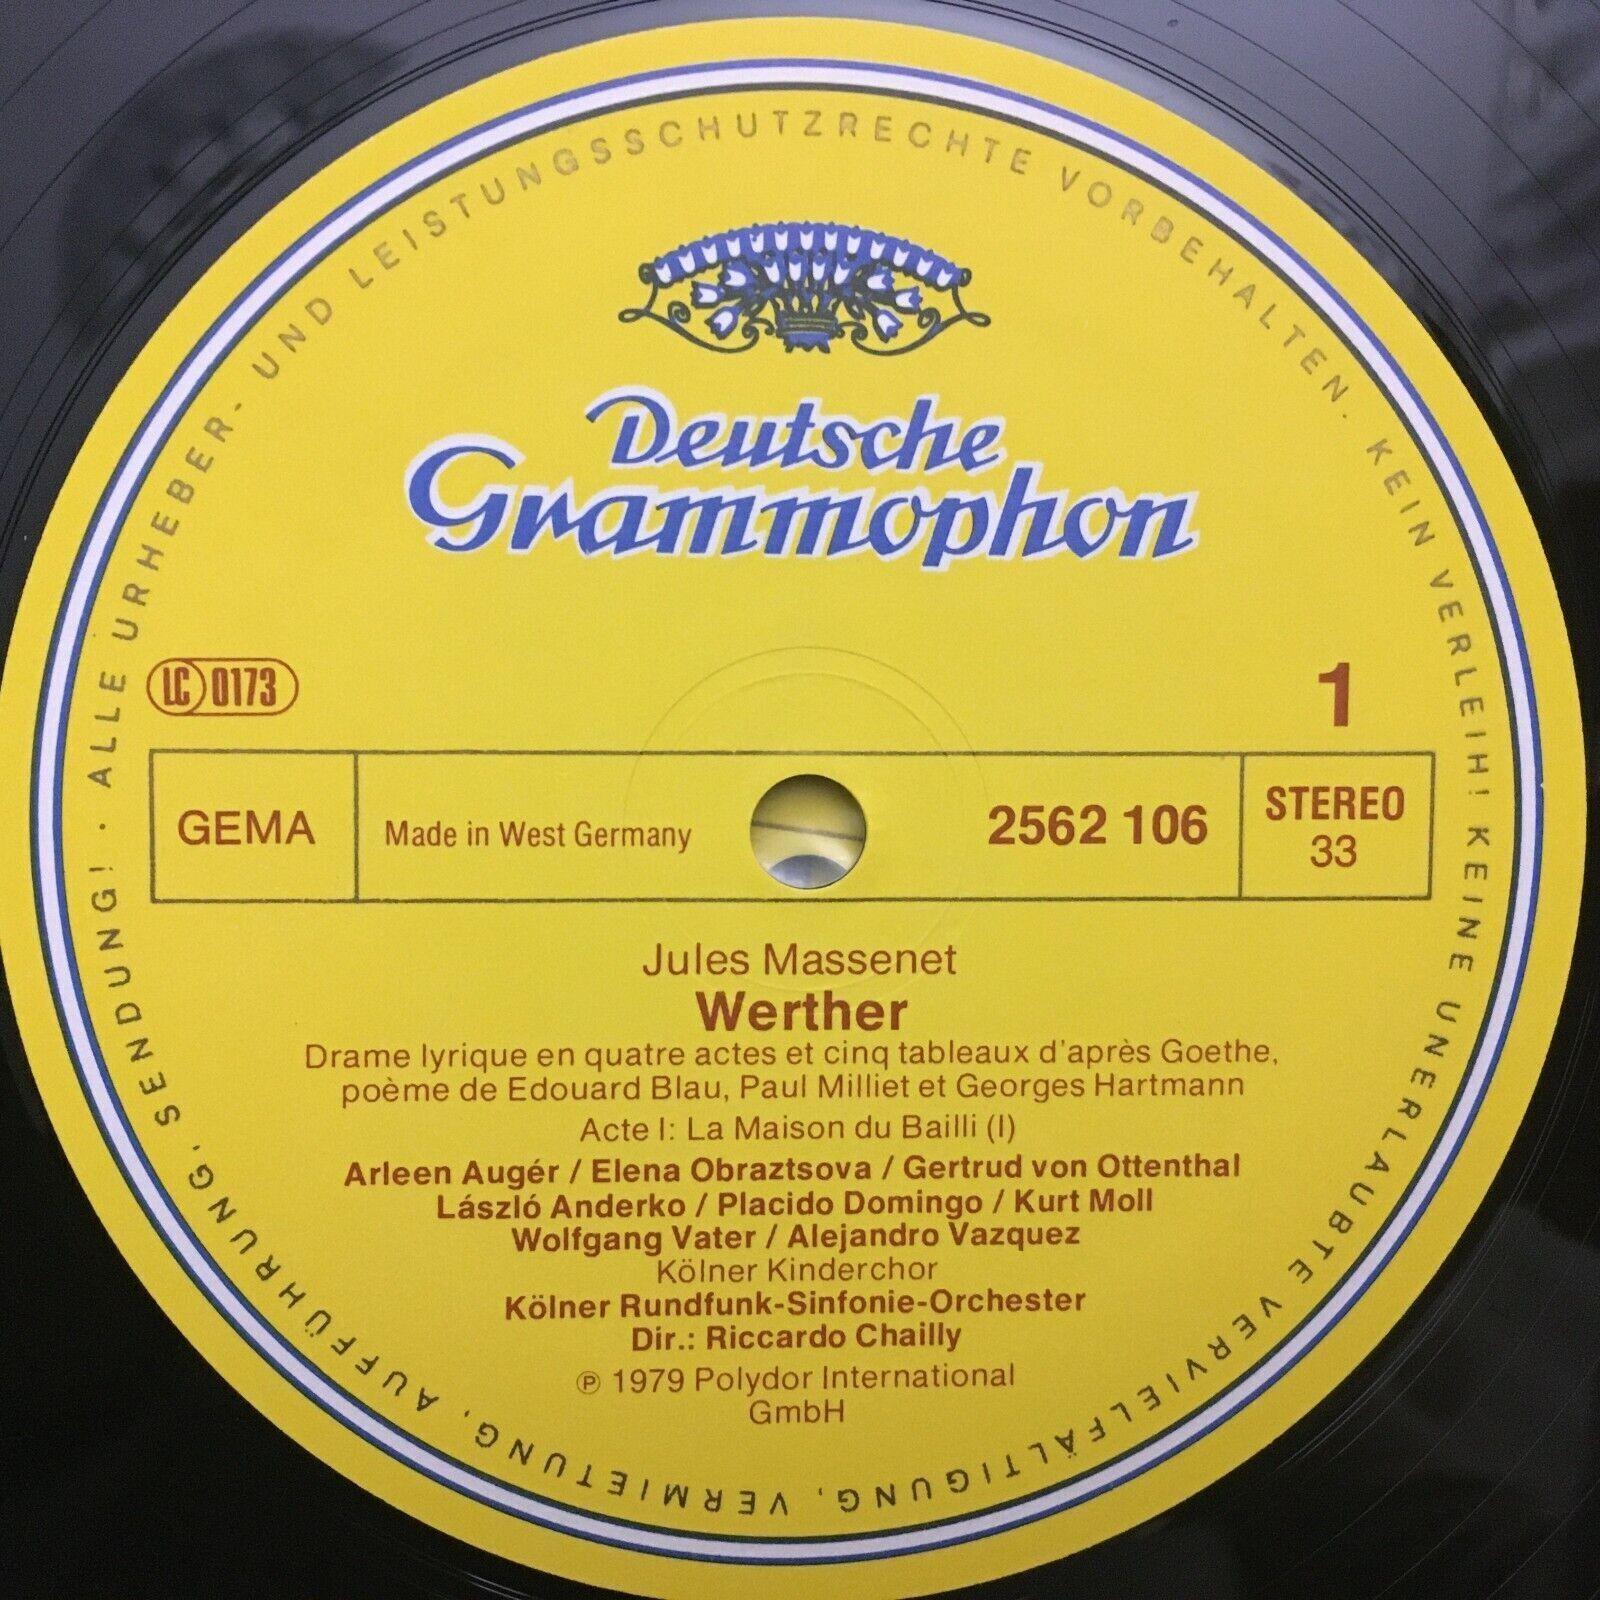 ALLE URHEBER- UND LEISTUNGSSCHUTZRECHTE VORBEHALTEN. KEIN VERLEIH! KEINE UNERLAUBTE VERVIELFÄLTIGUNG, VERMIETUNG, AUFFÜHRUNG, SENDUNG! ·
Deutsche
Grammophon
LC 0173
1
GEMA
Made in West Germany
2562 106
STEREO
33
Jules Massenet
Werther
Drame lyrique en quatre actes et cinq tableaux d'après Goethe,
poème de Edouard Blau, Paul Milliet et Georges Hartmann
Acte I: La Maison du Bailli (I)
Arleen Augér / Elena Obraztsova / Gertrud von Ottenthal
László Anderko / Placido Domingo / Kurt Moll
Wolfgang Vater / Alejandro Vazquez
Kölner Kinderchor
Kölner Rundfunk-Sinfonie-Orchester
Dir.: Riccardo Chailly
℗ 1979 Polydor International
GmbH